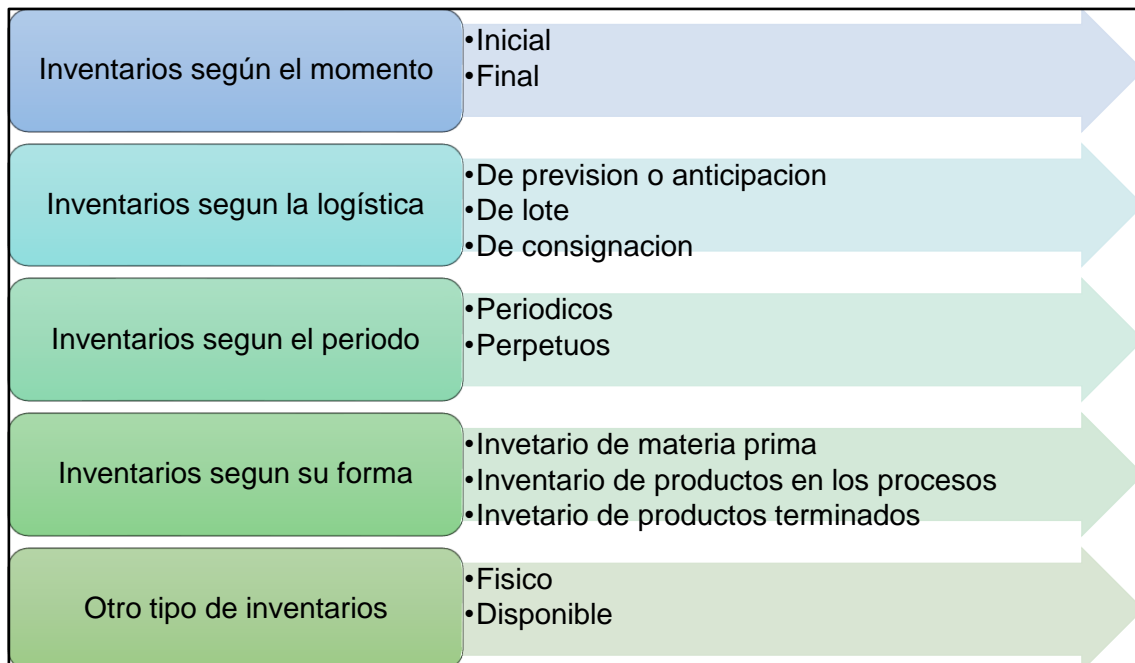 Inventarios según el momento
•Inicial
•Final
Inventarios segun la logística
•De prevision o anticipacion
•De lote
•De consignacion
Inventarios segun el periodo
•Periodicos
•Perpetuos
Inventarios segun su forma
•Invetario de materia prima
•Inventario de productos en los procesos
•Invetario de productos terminados
Otro tipo de inventarios
•Fisico
•Disponible